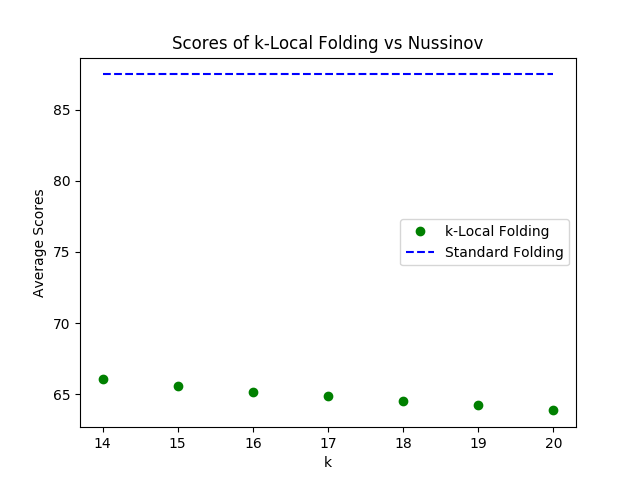 Scores of k-Local Folding vs Nussinov
Average Scores
85
80
75
70
65
k-Local Folding
Standard Folding
14 15 16 17 18 19 20
k